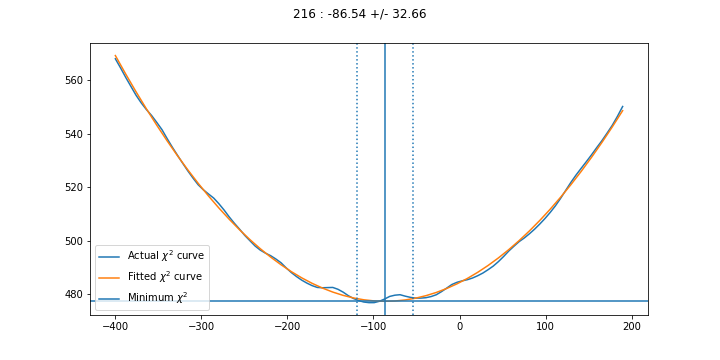 216 : -86.54 +/- 32.66
560
540
520
500
480
Actual χ² curve
Fitted χ² curve
Minimum χ²
−400 −300 −200 −100 0 100 200